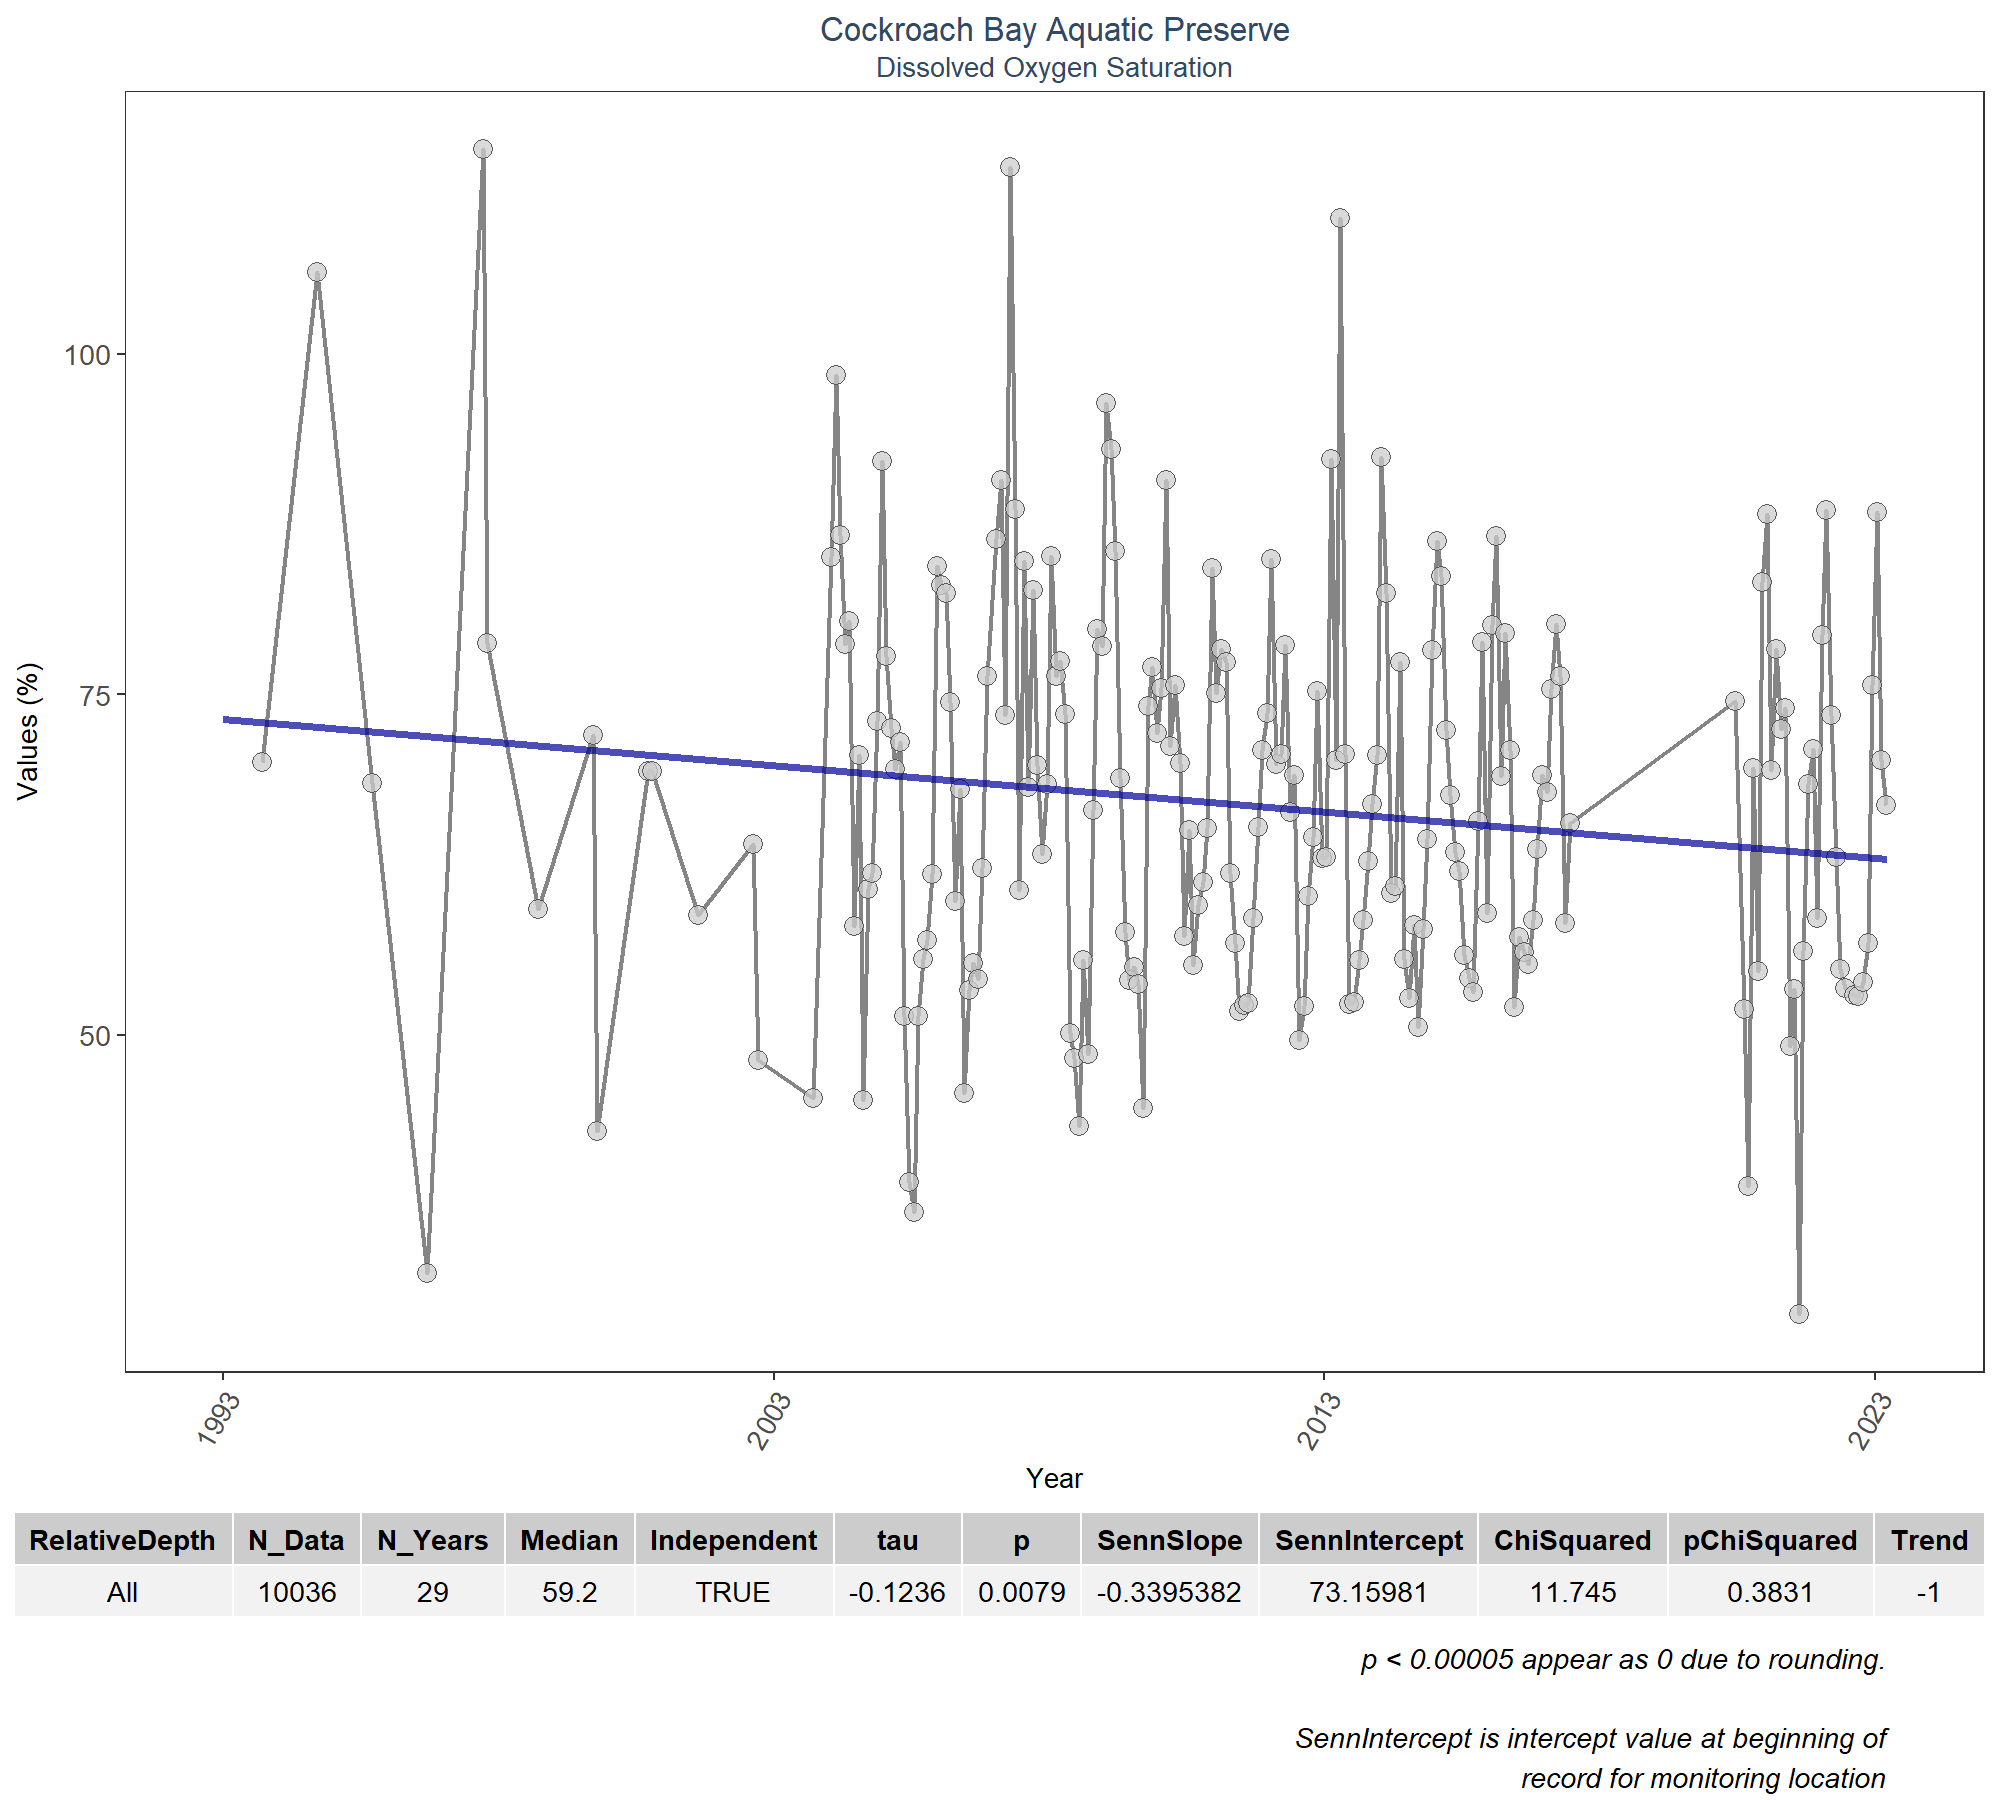 Cockroach Bay Aquatic Preserve
Dissolved Oxygen Saturation
Values (%)
100
75
50
1993 2003 2013 2023
Year
RelativeDepth N_Data N_Years Median Independent tau p SennSlope SennIntercept ChiSquared pChiSquared Trend
All 10036 29 59.2 TRUE -0.1236 0.0079 -0.3395382 73.15981 11.745 0.3831 -1
p < 0.00005 appear as 0 due to rounding.
SennIntercept is intercept value at beginning of
record for monitoring location